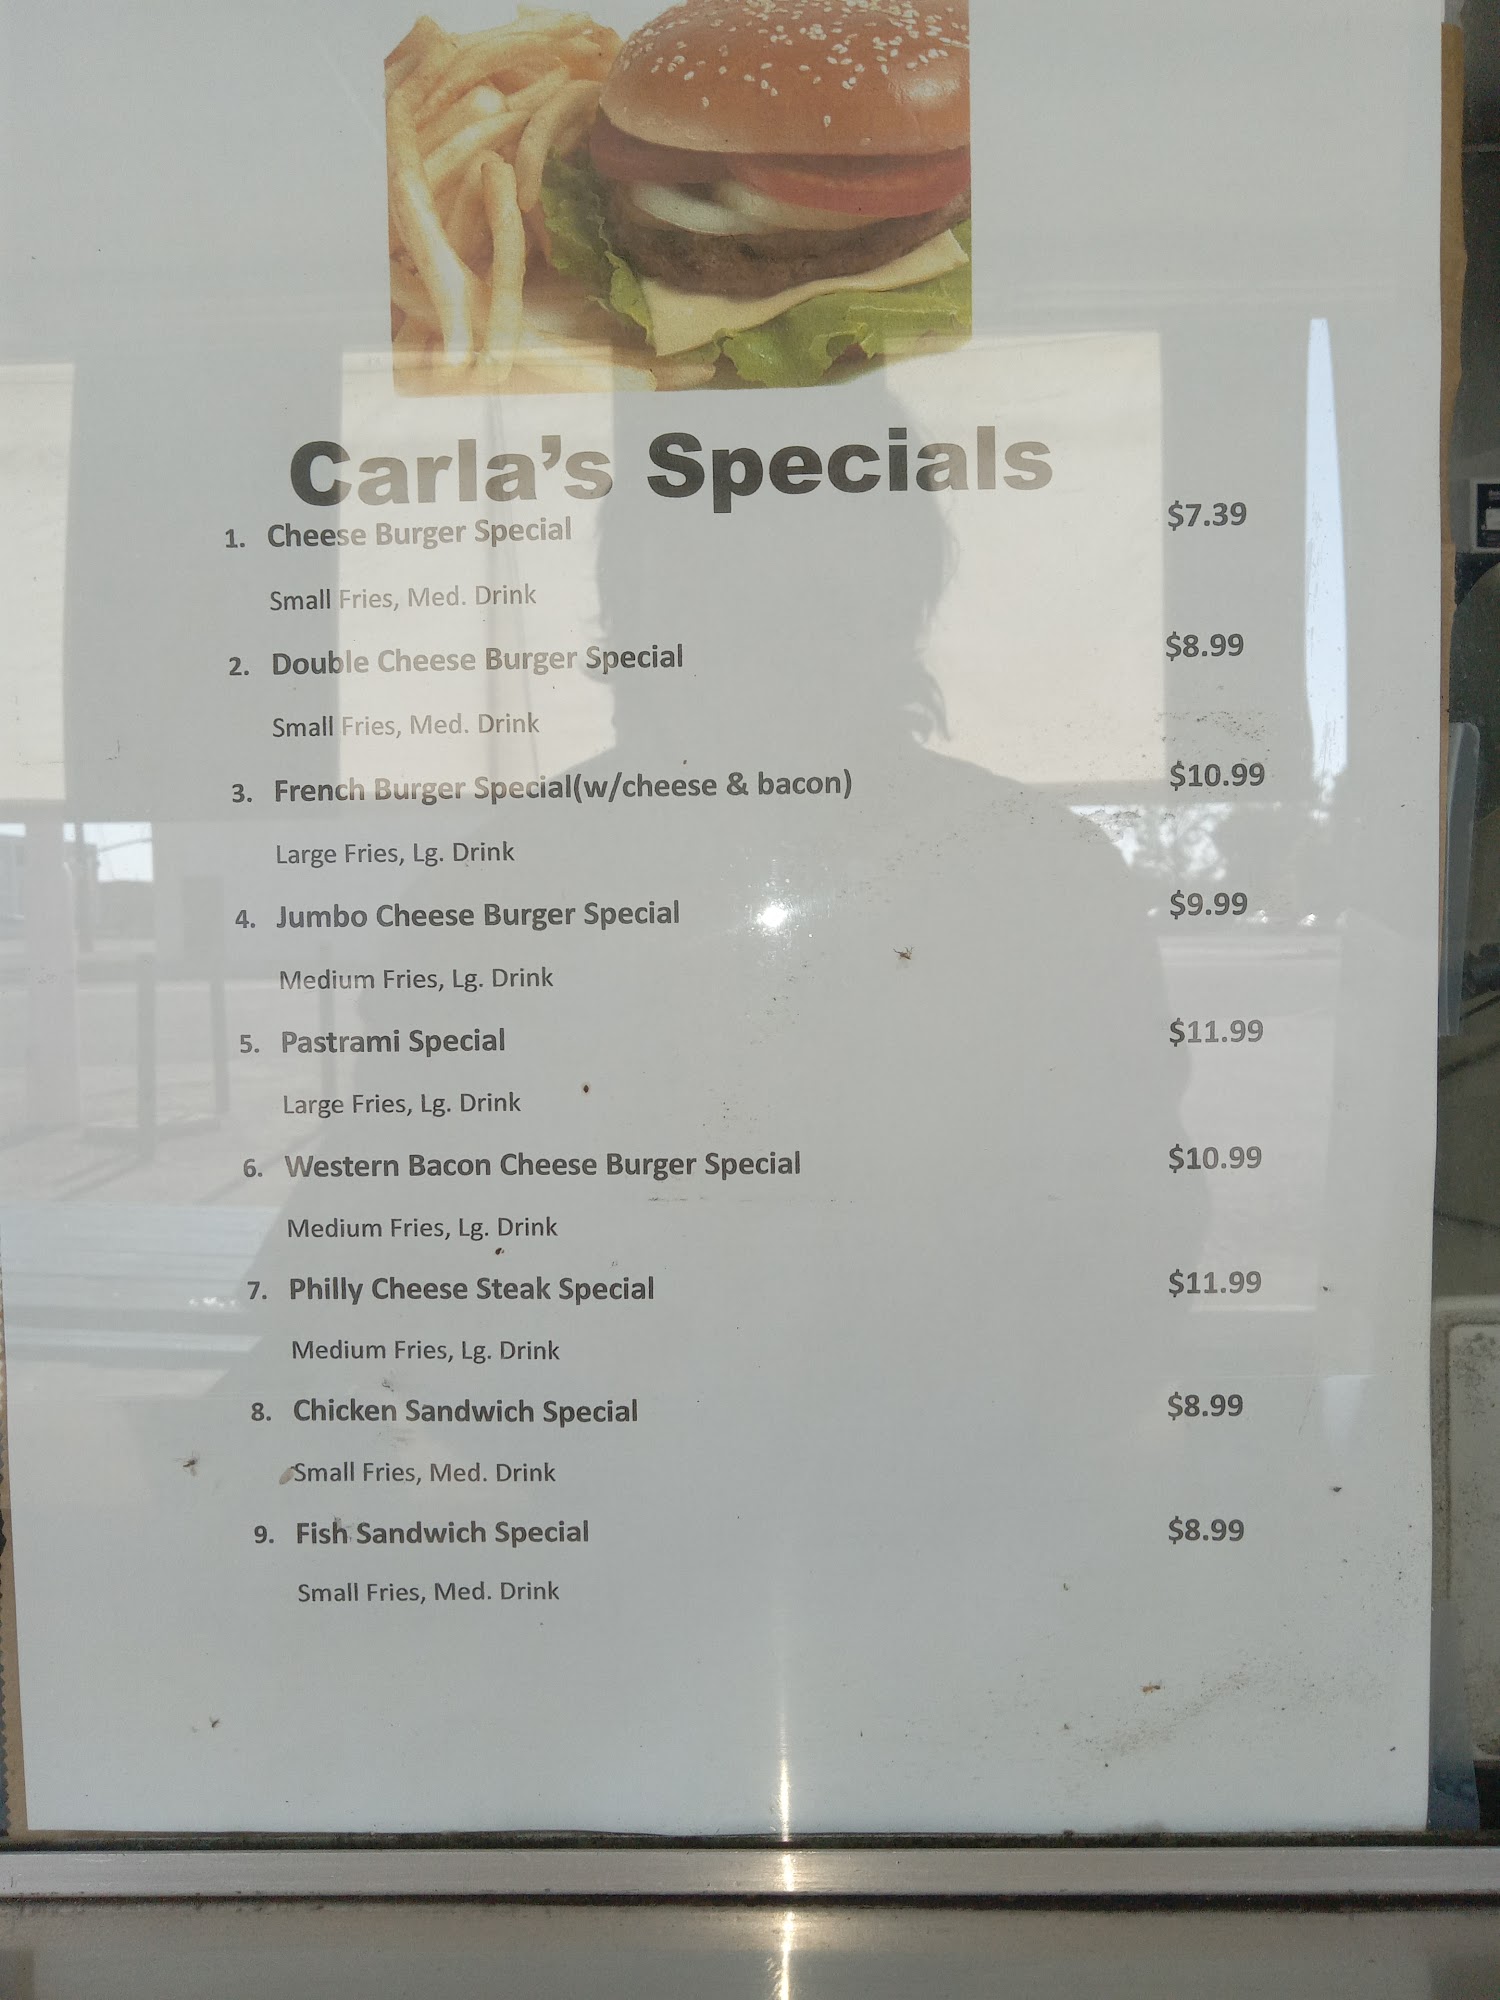 Carla's Specials
1. Cheese Burger Special $7.39
Small Fries, Med. Drink
2. Double Cheese Burger Special $8.99
Small Fries, Med. Drink
3. French Burger Special(w/cheese & bacon) $10.99
Large Fries, Lg. Drink
4. Jumbo Cheese Burger Special $9.99
Medium Fries, Lg. Drink
5. Pastrami Special $11.99
Large Fries, Lg. Drink
6. Western Bacon Cheese Burger Special $10.99
Medium Fries, Lg. Drink
7. Philly Cheese Steak Special $11.99
Medium Fries, Lg. Drink
8. Chicken Sandwich Special $8.99
Small Fries, Med. Drink
9. Fish Sandwich Special $8.99
Small Fries, Med. Drink